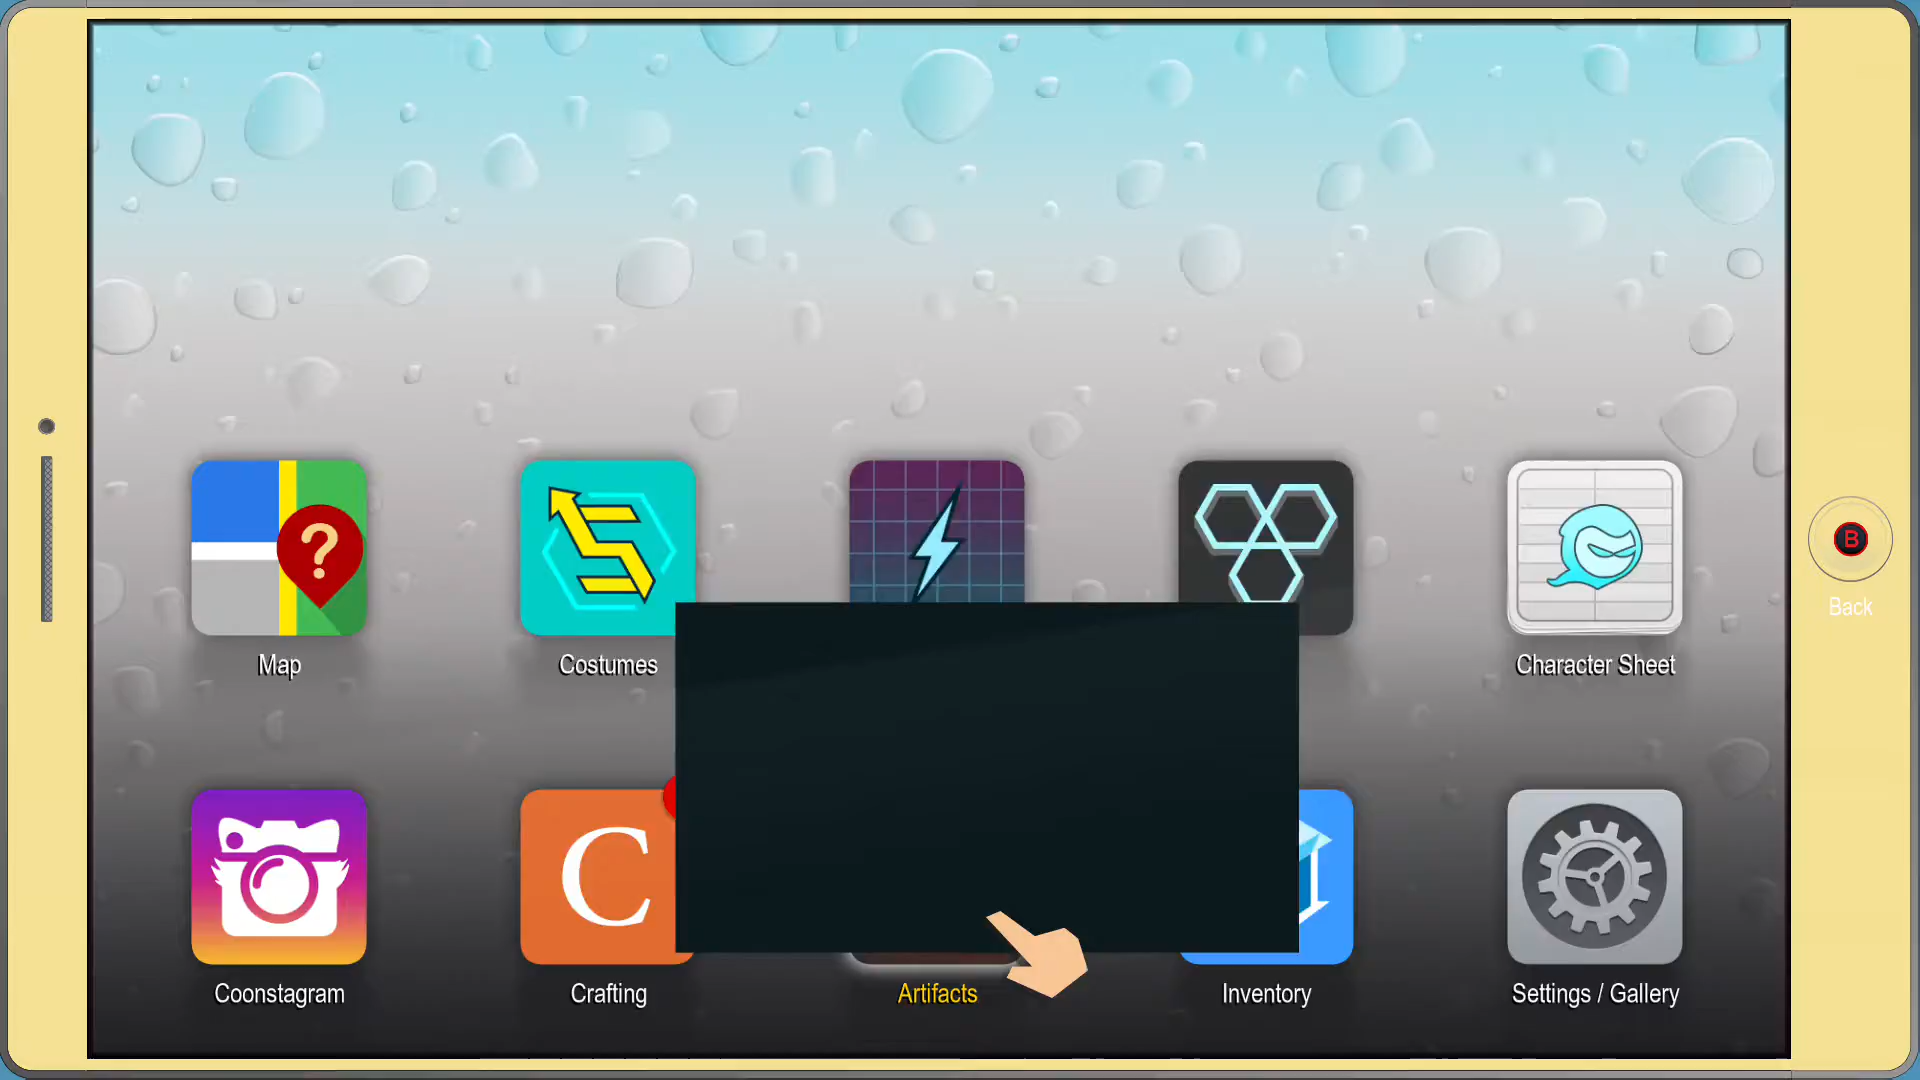 ?
Map
Costumes
Character Sheet
B
Back
C
Coonstagram
Crafting
Artifacts
Inventory
Settings / Gallery